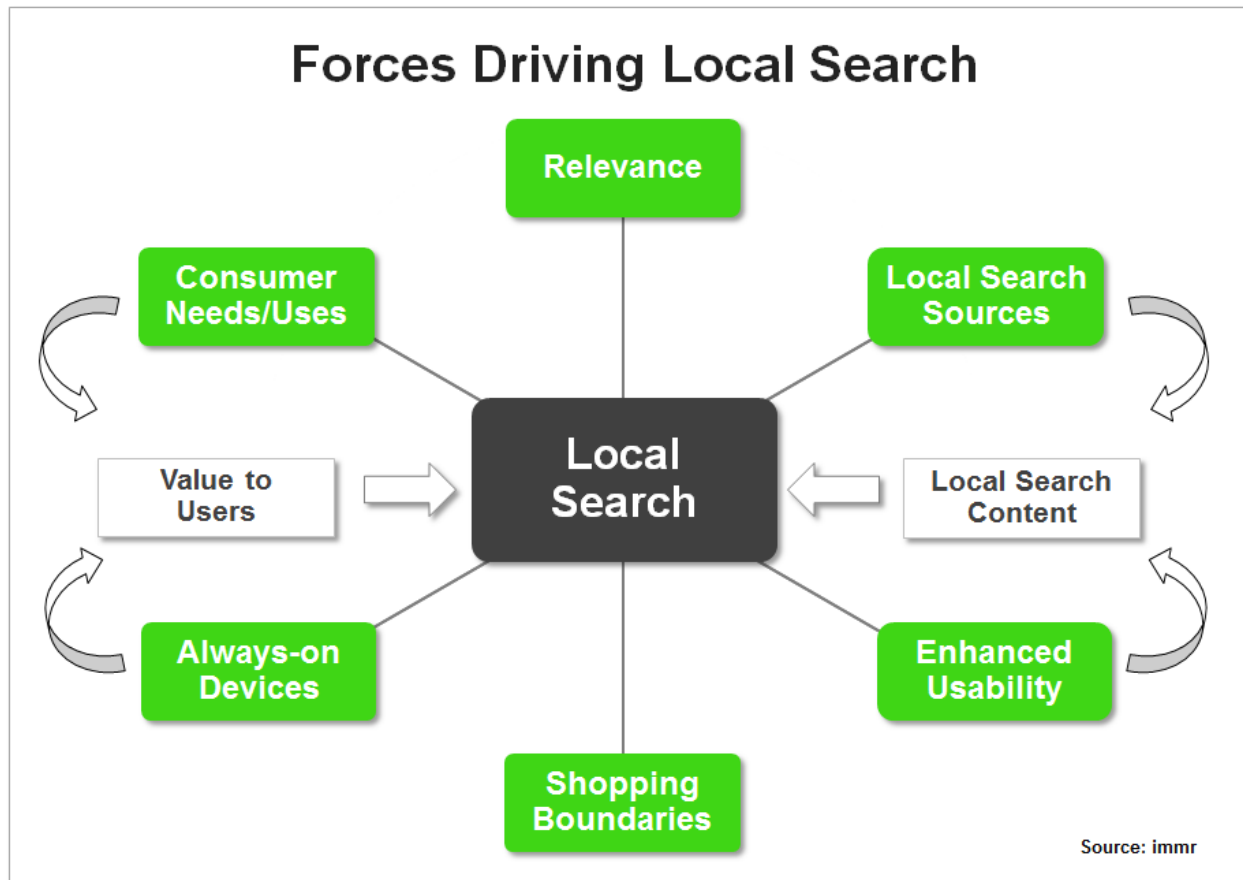 Forces Driving Local Search
Relevance
Consumer
Needs/Uses
Local Search
Sources
Local
Search
Value to
Users
Local Search
Content
Always-on
Devices
Enhanced
Usability
Shopping
Boundaries
Source: immr